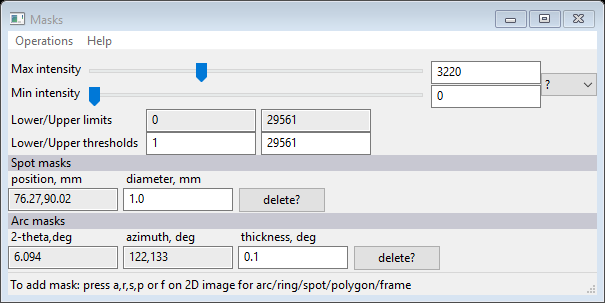 Masks
Operations Help
Max intensity 3220
?
Min intensity 0
Lower/Upper limits 0 29561
Lower/Upper thresholds 1 29561
Spot masks
position, mm diameter, mm
76.27,90.02 1.0 delete?
Arc masks
2-theta,deg azimuth, deg thickness, deg
6.094 122,133 0.1 delete?
To add mask: press a,r,s,p or f on 2D image for arc/ring/spot/polygon/frame